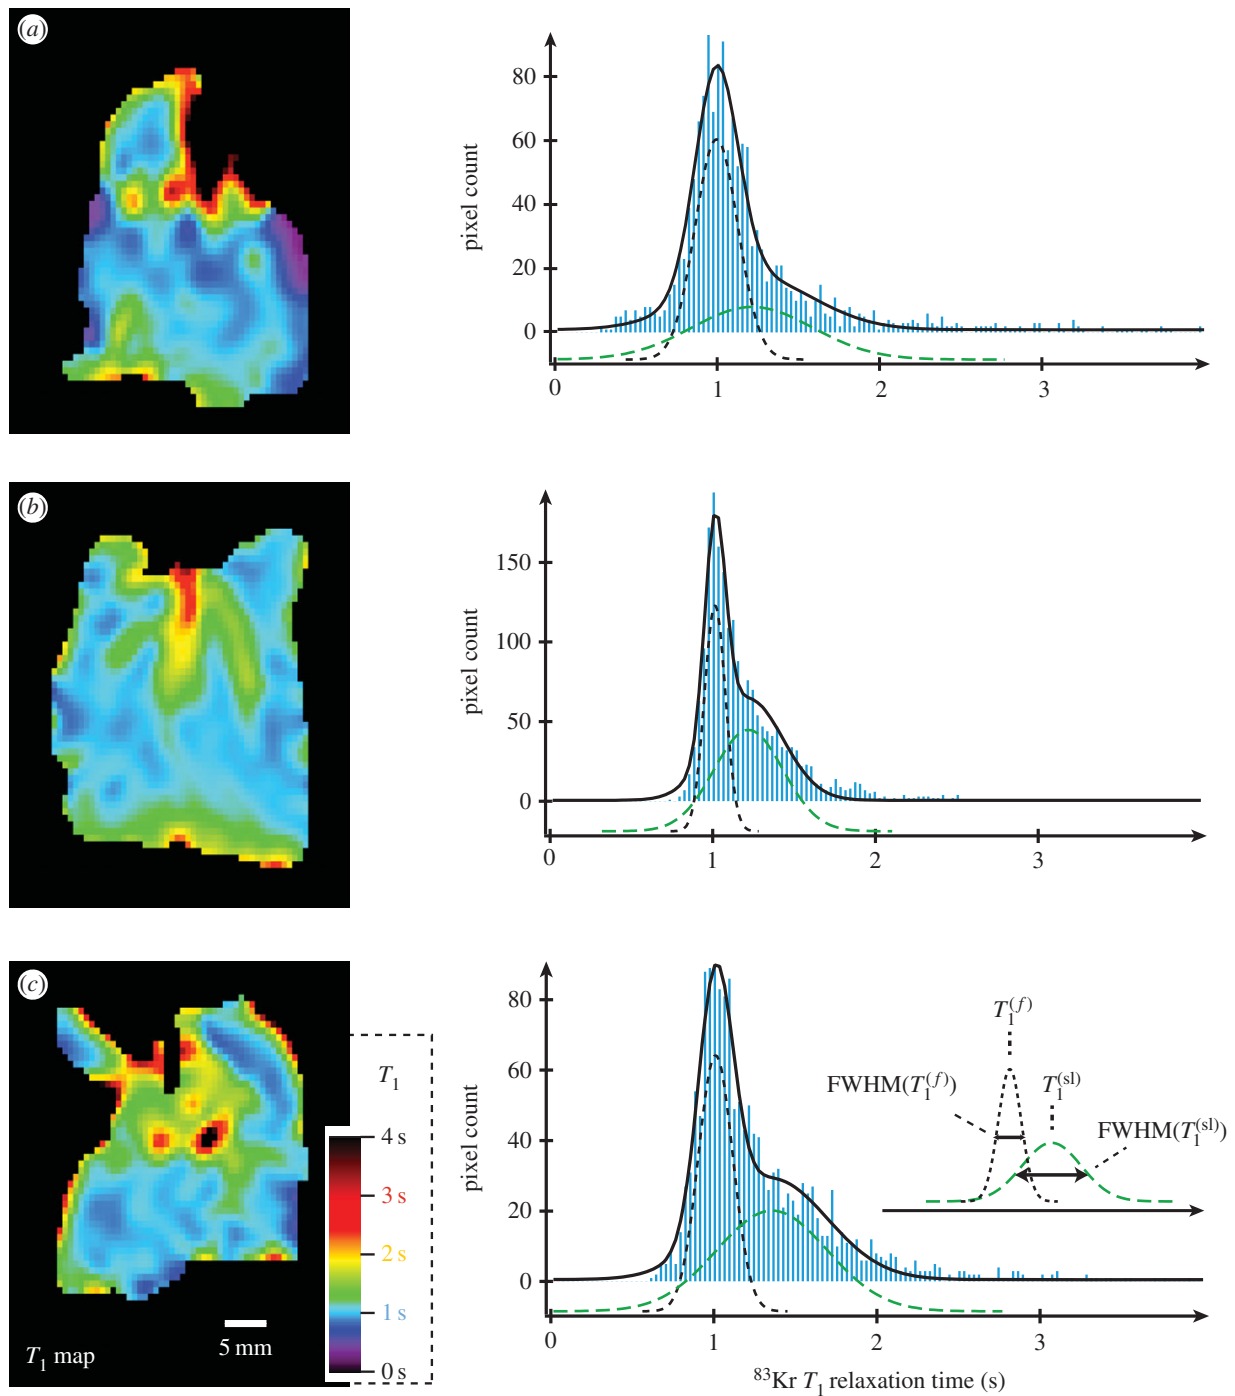 (a)
80
60
40
20
0
pixel count
0 1 2 3
(b)
150
100
50
0
pixel count
0 1 2 3
(c)
T₁
4 s
3 s
2 s
1 s
0 s
5 mm
T₁ map
80
60
40
20
0
pixel count
T₁⁽ᶠ⁾
FWHM(T₁⁽ᶠ⁾)
T₁⁽ˢˡ⁾
FWHM(T₁⁽ˢˡ⁾)
0 1 2 3
⁸³Kr T₁ relaxation time (s)